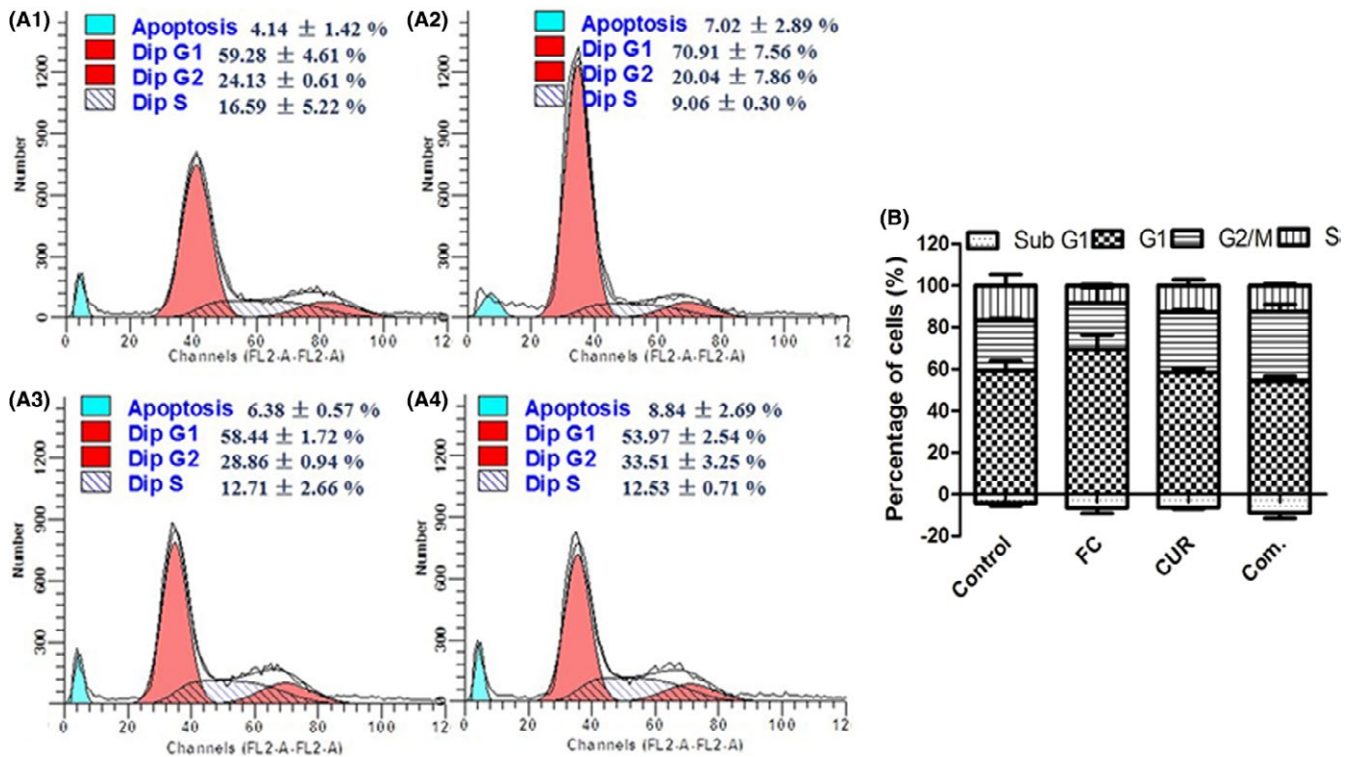 (A1)
Apoptosis 4.14 ± 1.42 %
Dip G1 59.28 ± 4.61 %
Dip G2 24.13 ± 0.61 %
Dip S 16.59 ± 5.22 %
Number
0 300 600 900 1200
0 20 40 60 80 100 12
Channels (FL2-A-FL2-A)
(A2)
Apoptosis 7.02 ± 2.89 %
Dip G1 70.91 ± 7.56 %
Dip G2 20.04 ± 7.86 %
Dip S 9.06 ± 0.30 %
Number
0 300 600 900 1200
0 20 40 60 80 100 12
Channels (FL2-A-FL2-A)
(A3)
Apoptosis 6.38 ± 0.57 %
Dip G1 58.44 ± 1.72 %
Dip G2 28.86 ± 0.94 %
Dip S 12.71 ± 2.66 %
Number
300 600 900 1200
0 20 40 60 80 100 12
Channels (FL2-A-FL2-A)
(A4)
Apoptosis 8.84 ± 2.69 %
Dip G1 53.97 ± 2.54 %
Dip G2 33.51 ± 3.25 %
Dip S 12.53 ± 0.71 %
Number
0 300 600 900 1200
0 20 40 60 80 100 12
Channels (FL2-A-FL2-A)
(B)
Sub G1 G1 G2/M S
Percentage of cells (%)
120
100
80
60
40
20
0
-20
Control FC CUR Com.